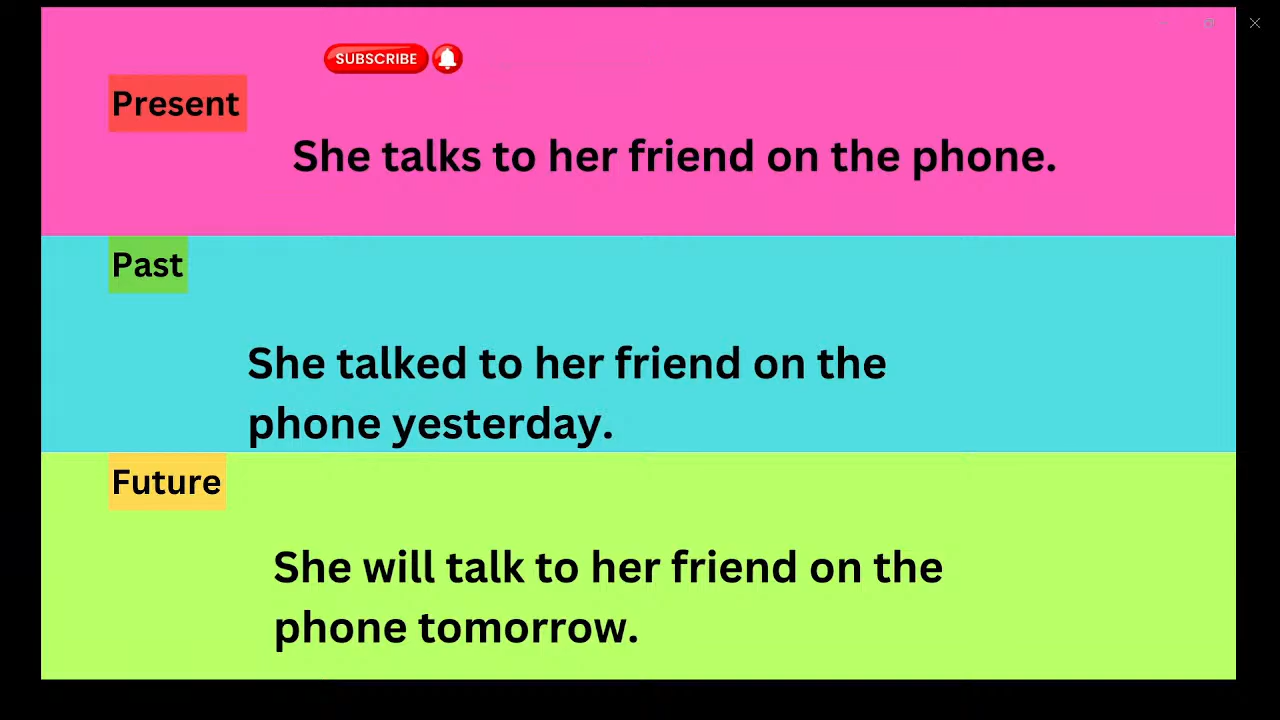 SUBSCRIBE
Present
She talks to her friend on the phone.
Past
She talked to her friend on the
phone yesterday.
Future
She will talk to her friend on the
phone tomorrow.